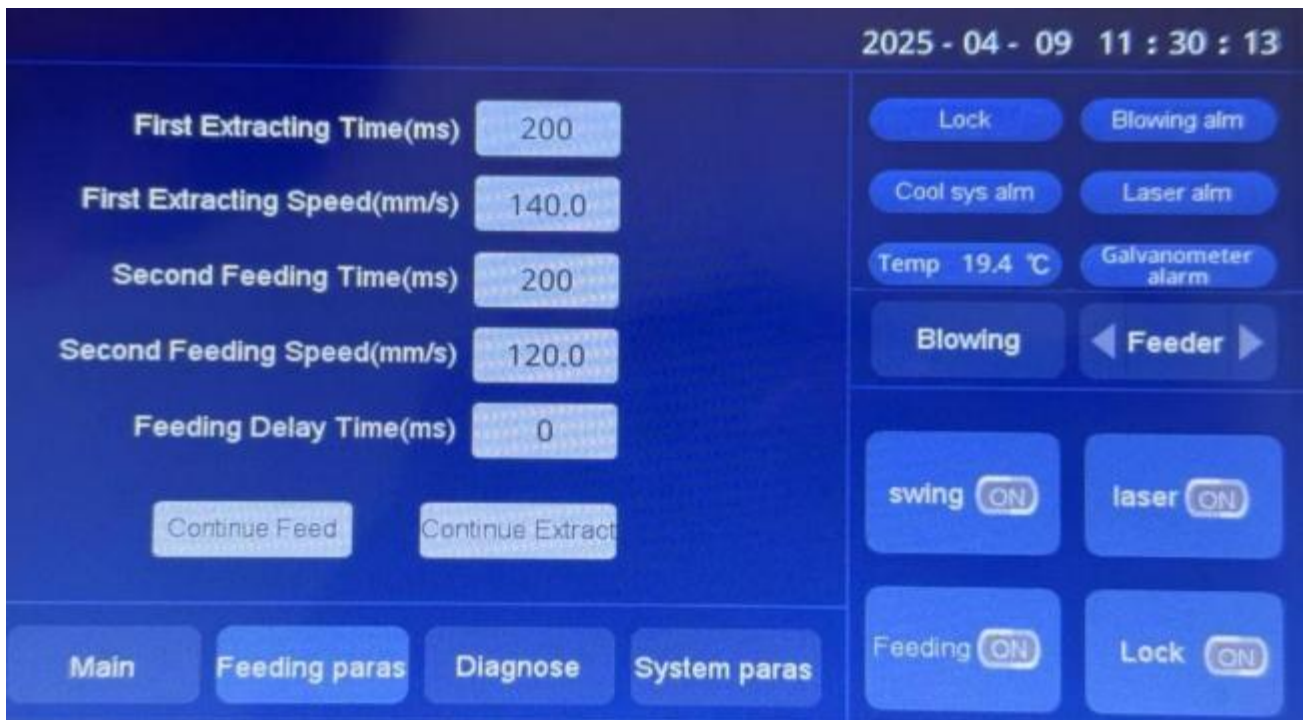 2025 - 04 - 09 11 : 30 : 13
First Extracting Time(ms) 200
First Extracting Speed(mm/s) 140.0
Second Feeding Time(ms) 200
Second Feeding Speed(mm/s) 120.0
Feeding Delay Time(ms) 0
Continue Feed Continue Extract
Main Feeding paras Diagnose System paras
Lock Blowing alm
Cool sys alm Laser alm
Temp 19.4 ℃ Galvanometer
alarm
Blowing Feeder
swing ON laser ON
Feeding ON Lock ON